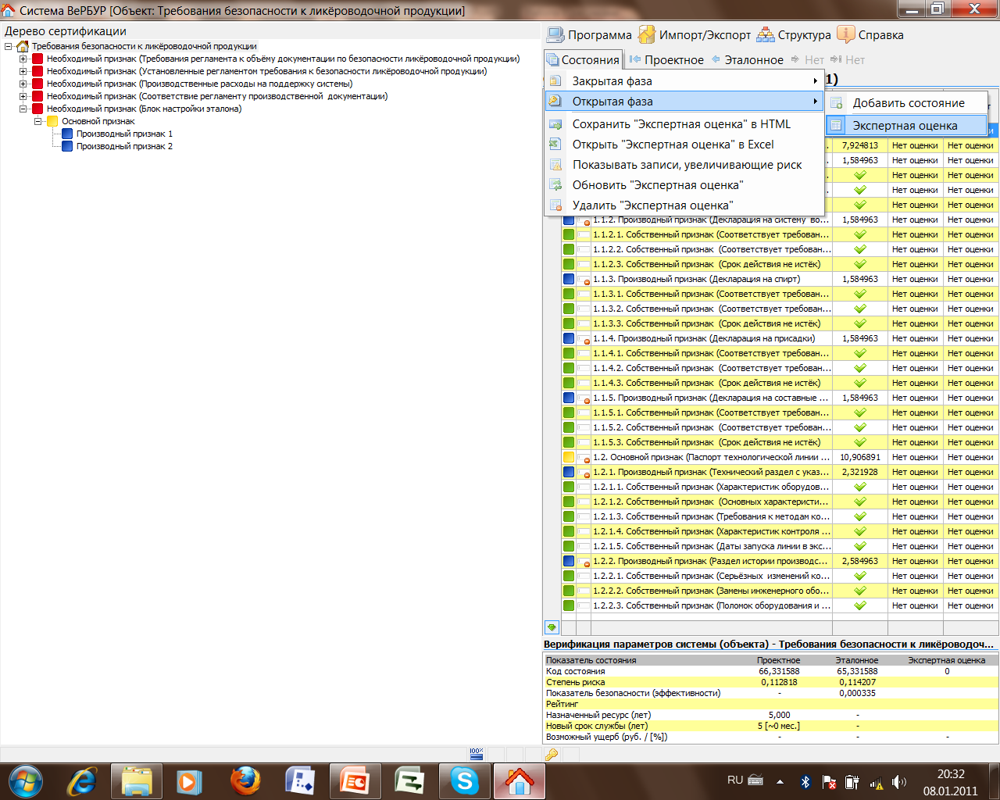 Система ВеРБУР [Объект: Требования безопасности к ликёроводочной продукции]
Дерево сертификации
Требования безопасности к ликёроводочной продукции
Необходимый признак (Требования регламента к объёму документации по безопасности ликёроводочной продукции)
Необходимый признак (Установленные регламентом требования к безопасности ликёроводочной продукции)
Необходимый признак (Производственные расходы на поддержку системы)
Необходимый признак (Соответствие регламенту производственной документации)
Необходимый признак (Блок настройки эталона)
Основной признак
Производный признак 1
Производный признак 2
Программа Импорт/Экспорт Структура Справка
Состояния Проектное Эталонное Нет Нет
Закрытая фаза
1)
Открытая фаза
Добавить состояние
Экспертная оценка
Сохранить "Экспертная оценка" в HTML
Открыть "Экспертная оценка" в Excel
Показывать записи, увеличивающие риск
Обновить "Экспертная оценка"
Удалить "Экспертная оценка"
7,924813 Нет оценки Нет оценки
1,584963 Нет оценки Нет оценки
Нет оценки Нет оценки
Нет оценки Нет оценки
Нет оценки Нет оценки
1.1.2. Производный признак (Декларация на систему во... 1,584963 Нет оценки Нет оценки
1.1.2.1. Собственный признак (Соответствует требован... Нет оценки Нет оценки
1.1.2.2. Собственный признак (Соответствует требован... Нет оценки Нет оценки
1.1.2.3. Собственный признак (Срок действия не истёк) Нет оценки Нет оценки
1.1.3. Производный признак (Декларация на спирт) 1,584963 Нет оценки Нет оценки
1.1.3.1. Собственный признак (Соответствует требован... Нет оценки Нет оценки
1.1.3.2. Собственный признак (Соответствует требован... Нет оценки Нет оценки
1.1.3.3. Собственный признак (Срок действия не истёк) Нет оценки Нет оценки
1.1.4. Производный признак (Декларация на присадки) 1,584963 Нет оценки Нет оценки
1.1.4.1. Собственный признак (Соответствует требован... Нет оценки Нет оценки
1.1.4.2. Собственный признак (Соответствует требован... Нет оценки Нет оценки
1.1.4.3. Собственный признак (Срок действия не истёк) Нет оценки Нет оценки
1.1.5. Производный признак (Декларация на составные ... 1,584963 Нет оценки Нет оценки
1.1.5.1. Собственный признак (Соответствует требован... Нет оценки Нет оценки
1.1.5.2. Собственный признак (Соответствует требован... Нет оценки Нет оценки
1.1.5.3. Собственный признак (Срок действия не истёк) Нет оценки Нет оценки
1.2. Основной признак (Паспорт технологической линии ... 10,906891 Нет оценки Нет оценки
1.2.1. Производный признак (Технический раздел с указ... 2,321928 Нет оценки Нет оценки
1.2.1.1. Собственный признак (Характеристик оборудов... Нет оценки Нет оценки
1.2.1.2. Собственный признак (Основных характеристи... Нет оценки Нет оценки
1.2.1.3. Собственный признак (Требования к методам ко... Нет оценки Нет оценки
1.2.1.4. Собственный признак (Характеристик контроля ... Нет оценки Нет оценки
1.2.1.5. Собственный признак (Даты запуска линии в экс... Нет оценки Нет оценки
1.2.2. Производный признак (Раздел истории производс... 2,584963 Нет оценки Нет оценки
1.2.2.1. Собственный признак (Серьёзных изменений ко... Нет оценки Нет оценки
1.2.2.2. Собственный признак (Замены инженерного обо... Нет оценки Нет оценки
1.2.2.3. Собственный признак (Поломок оборудования и ... Нет оценки Нет оценки
Верификация параметров системы (объекта) - Требования безопасности к ликёроводоч...
Показатель состояния Проектное Эталонное Экспертная оценка
Код состояния 66,331588 65,331588 0
Степень риска 0,112818 0,114207
Показатель безопасности (эффективности) - 0,000335
Рейтинг
Назначенный ресурс (лет) 5,000 -
Новый срок службы (лет) 5 [~0 мес.] -
Возможный ущерб (руб. / [%]) - - -
100%
RU
20:32
08.01.2011